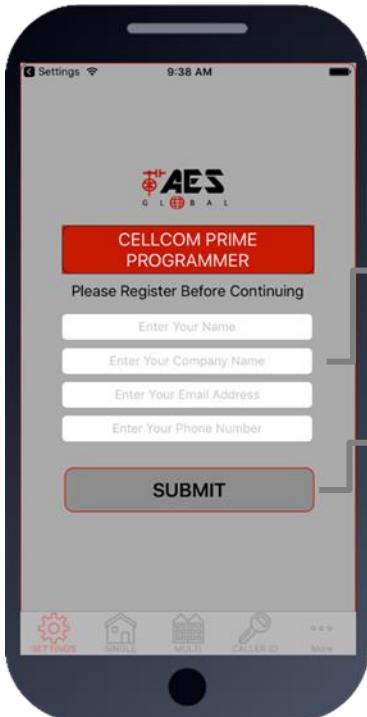 Settings 9:38 AM
AES
GLOBAL
CELLCOM PRIME
PROGRAMMER
Please Register Before Continuing
Enter Your Name
Enter Your Company Name
Enter Your Email Address
Enter Your Phone Number
SUBMIT
SETTINGS SINGLE MULTI CALLER ID More